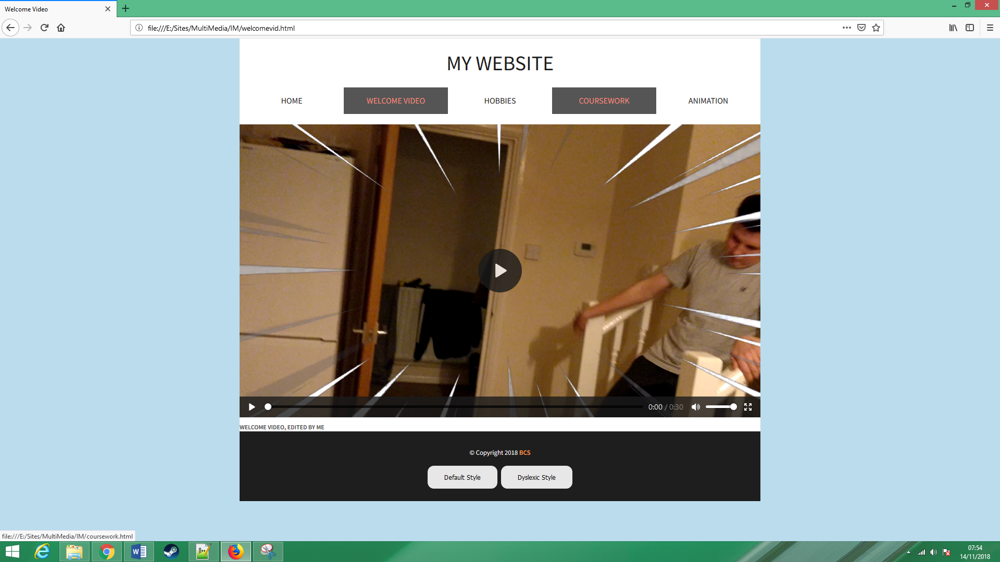 Welcome Video
file:///E:/Sites/MultiMedia/IM/welcomevid.html
MY WEBSITE
HOME WELCOME VIDEO HOBBIES COURSEWORK ANIMATION
0:00 / 0:30
WELCOME VIDEO, EDITED BY ME
© Copyright 2018 BCS
Default Style Dyslexic Style
file:///E:/Sites/MultiMedia/IM/coursework.html
07:54
14/11/2018